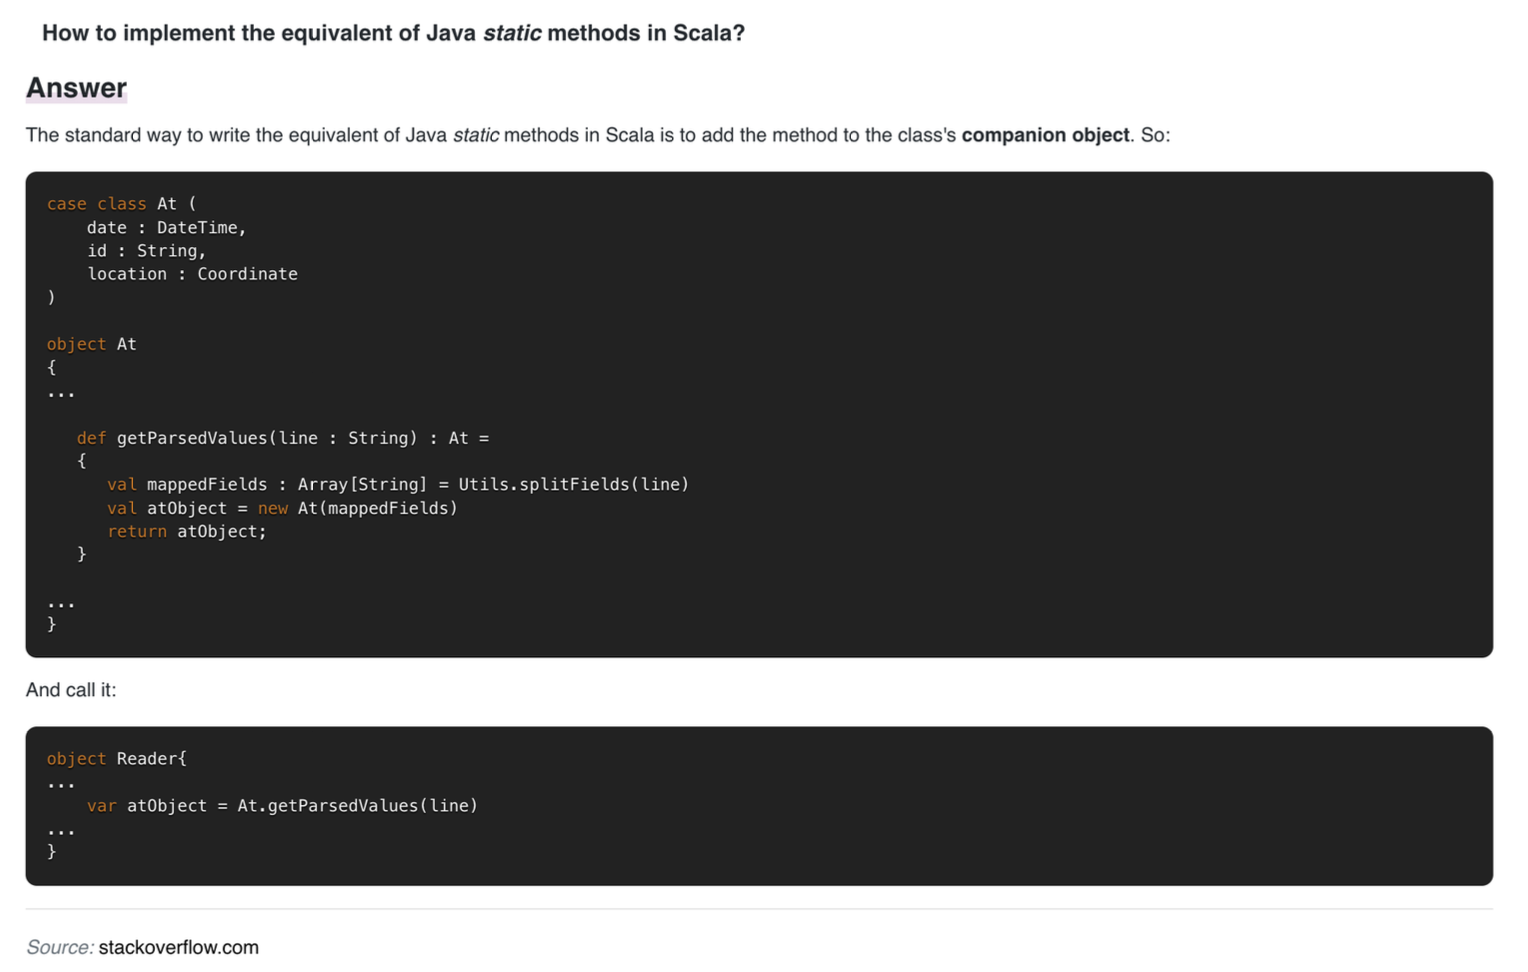 How to implement the equivalent of Java static methods in Scala?
Answer
The standard way to write the equivalent of Java static methods in Scala is to add the method to the class's companion object. So:
case class At (
    date : DateTime,
    id : String,
    location : Coordinate
)
object At
{
...
   def getParsedValues(line : String) : At =
   {
      val mappedFields : Array[String] = Utils.splitFields(line)
      val atObject = new At(mappedFields)
      return atObject;
   }
...
}
And call it:
object Reader{
...
    var atObject = At.getParsedValues(line)
...
}
Source: stackoverflow.com